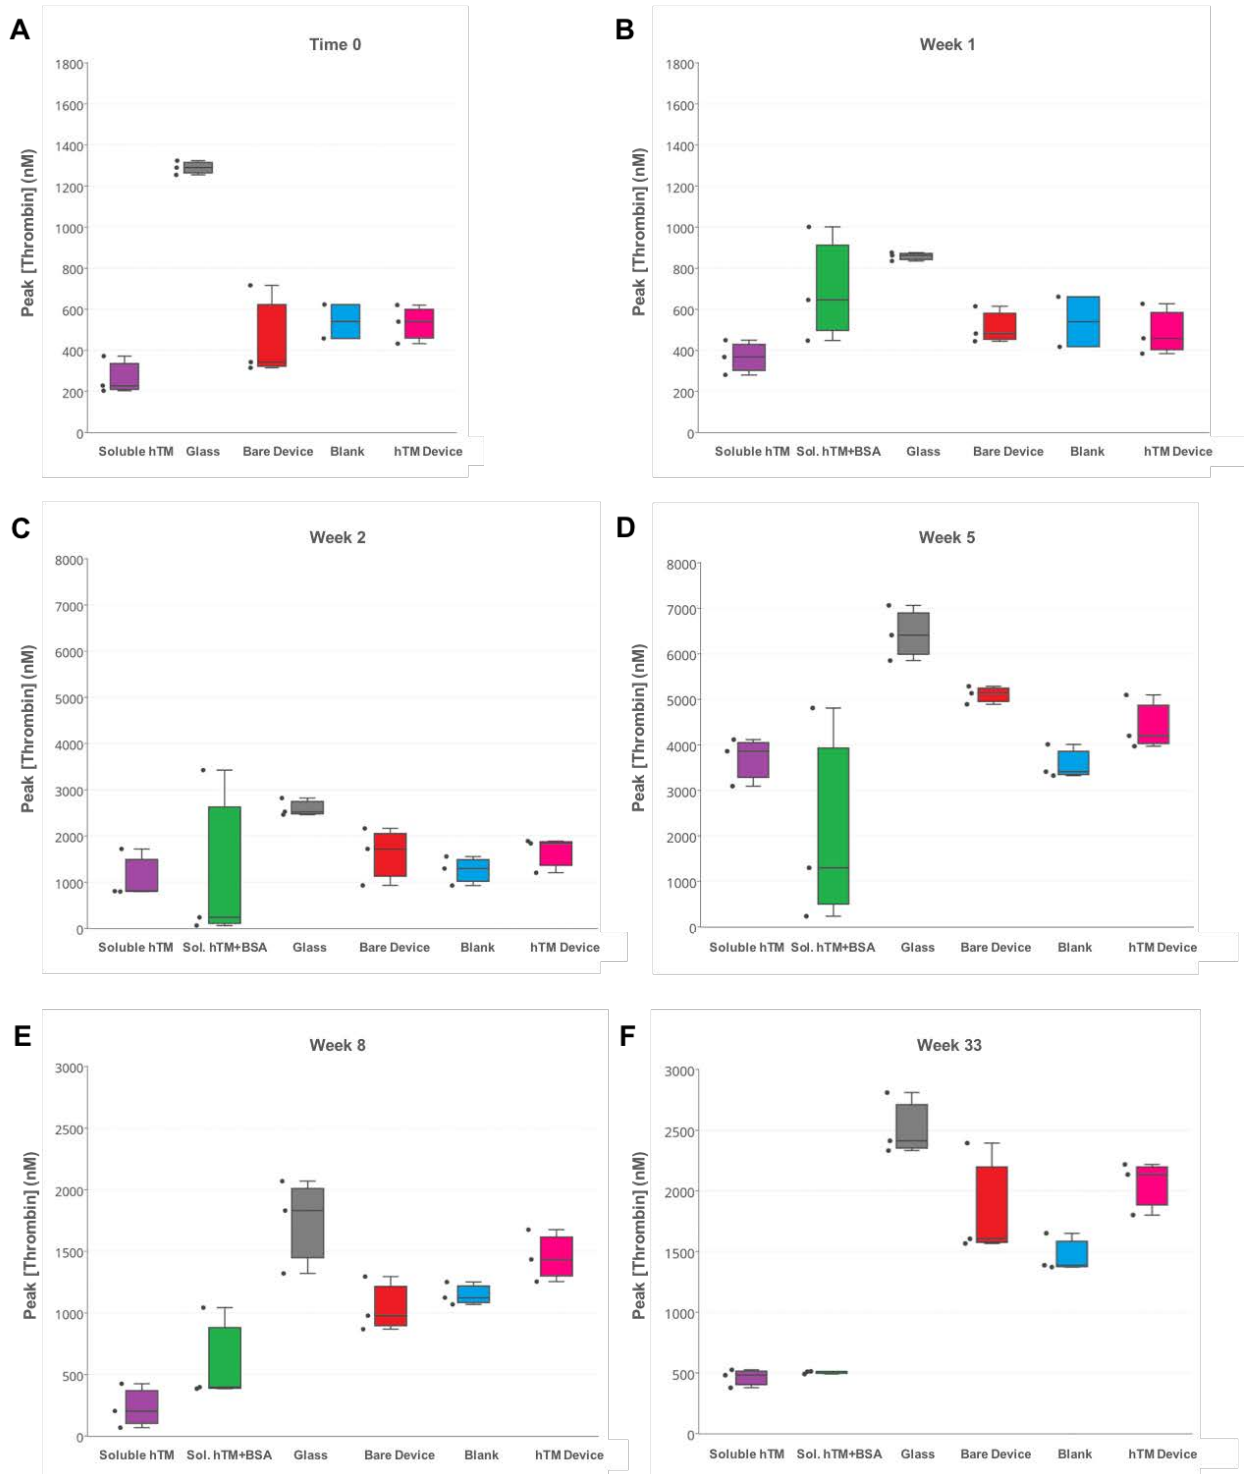 A
Time 0
Peak [Thrombin] (nM)
1800
1600
1400
1200
1000
800
600
400
200
0
Soluble hTM Glass Bare Device Blank hTM Device
B
Week 1
Peak [Thrombin] (nM)
1800
1600
1400
1200
1000
800
600
400
200
0
Soluble hTM Sol. hTM+BSA Glass Bare Device Blank hTM Device
C
Week 2
Peak [Thrombin] (nM)
8000
7000
6000
5000
4000
3000
2000
1000
0
Soluble hTM Sol. hTM+BSA Glass Bare Device Blank hTM Device
D
Week 5
Peak [Thrombin] (nM)
8000
7000
6000
5000
4000
3000
2000
1000
0
Soluble hTM Sol. hTM+BSA Glass Bare Device Blank hTM Device
E
Week 8
Peak [Thrombin] (nM)
3000
2500
2000
1500
1000
500
0
Soluble hTM Sol. hTM+BSA Glass Bare Device Blank hTM Device
F
Week 33
Peak [Thrombin] (nM)
3000
2500
2000
1500
1000
500
0
Soluble hTM Sol. hTM+BSA Glass Bare Device Blank hTM Device